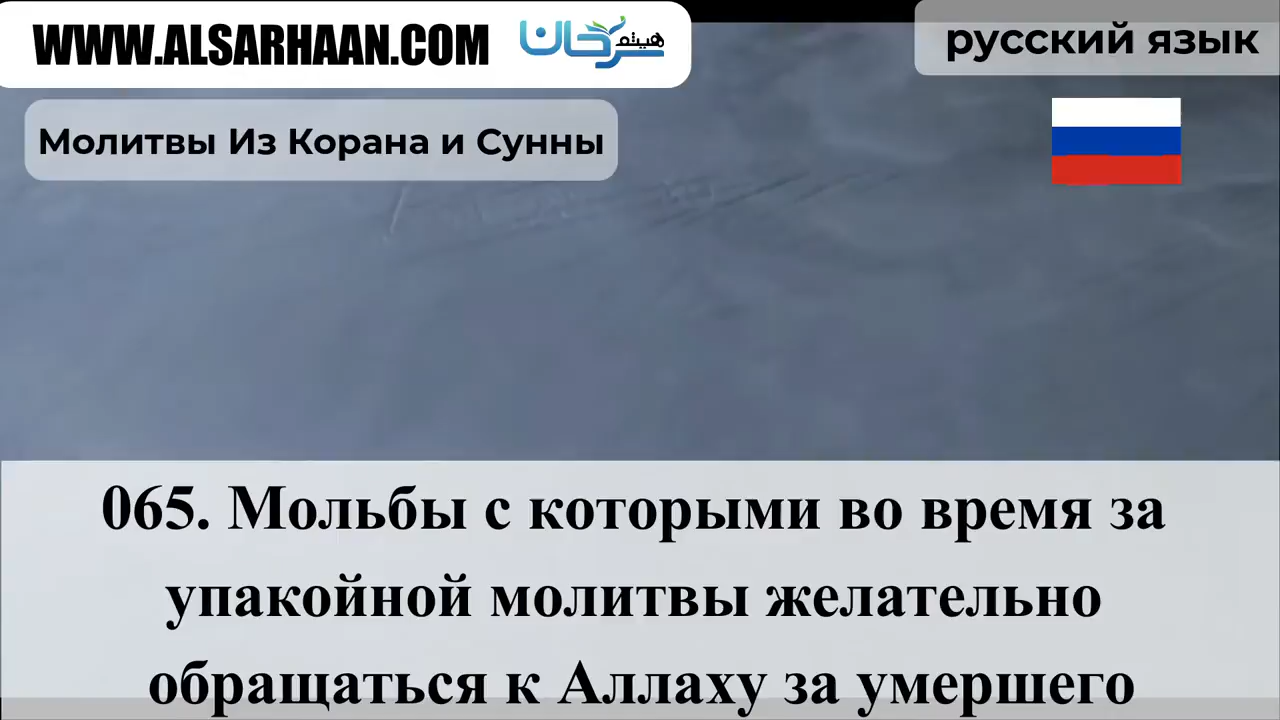 WWW.ALSARHAAN.COM
هيثم سرحان
русский язык
Молитвы Из Корана и Сунны
065. Мольбы с которыми во время за
упакойной молитвы желательно
обращаться к Аллаху за умершего